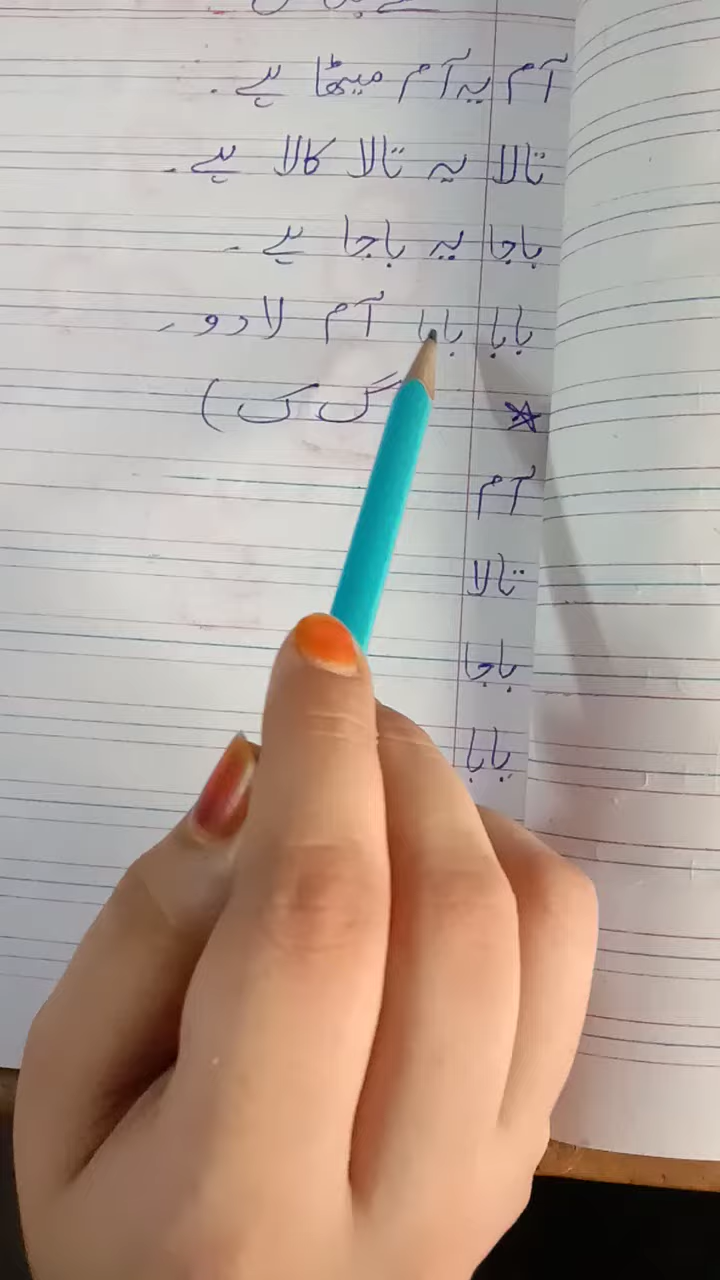 آم یہ آم میٹھا ہے۔
تالا یہ تالا کالا ہے۔
باجا یہ باجا ہے۔
بابا بابا آم لا دو۔
گ ک )
آم
تالا
باجا
بابا